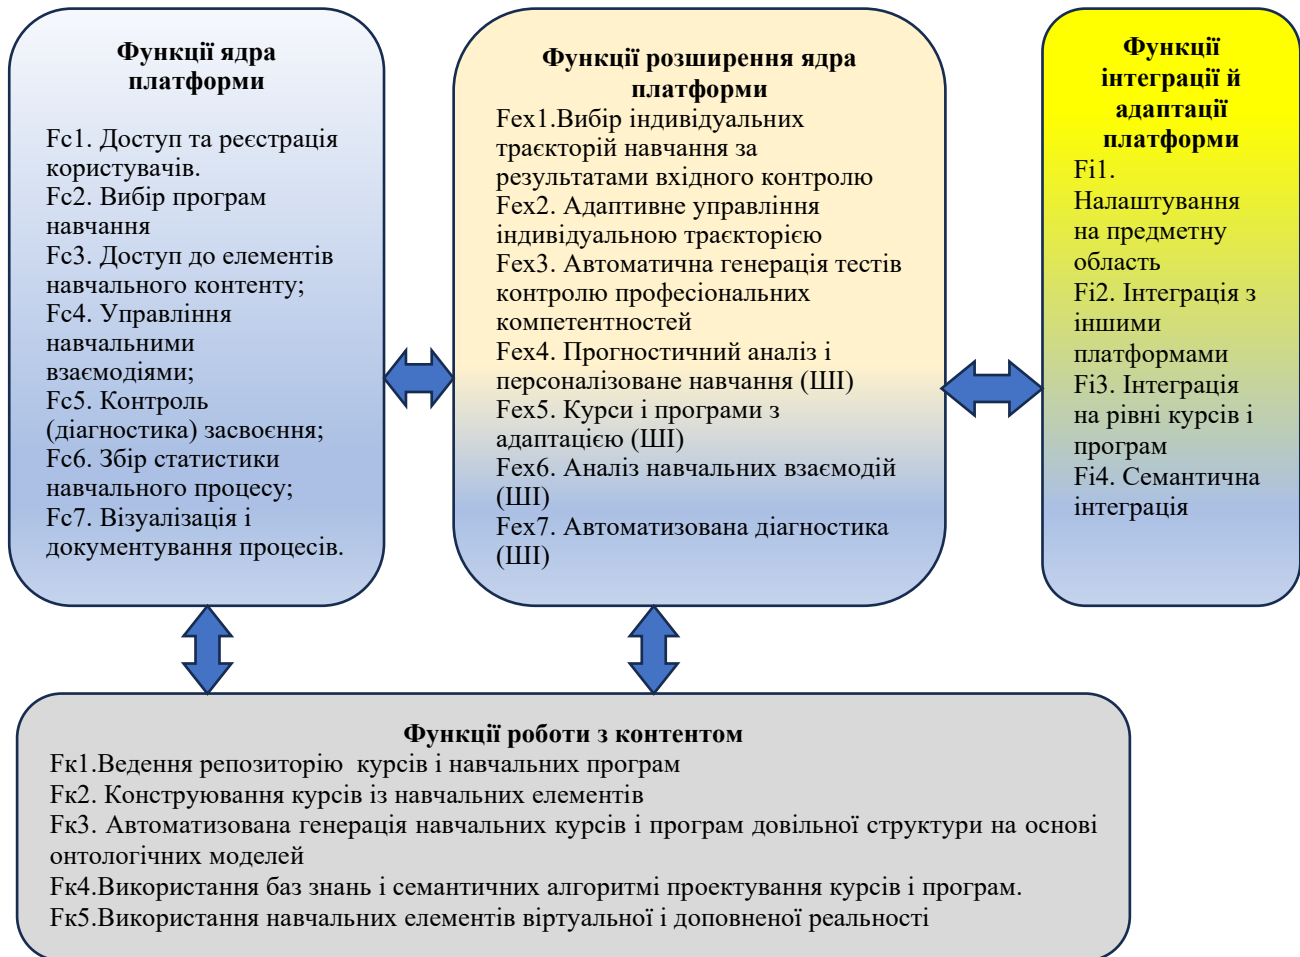 Функції ядра
платформи
Fc1. Доступ та реєстрація
користувачів.
Fc2. Вибір програм
навчання
Fc3. Доступ до елементів
навчального контенту;
Fc4. Управління
навчальними
взаємодіями;
Fc5. Контроль
(діагностика) засвоєння;
Fc6. Збір статистики
навчального процесу;
Fc7. Візуалізація і
документування процесів.
Функції розширення ядра
платформи
Fex1.Вибір індивідуальних
траєкторій навчання за
результатами вхідного контролю
Fex2. Адаптивне управління
індивідуальною траєкторією
Fex3. Автоматична генерація тестів
контролю професіональних
компетентностей
Fex4. Прогностичний аналіз і
персоналізоване навчання (ШІ)
Fex5. Курси і програми з
адаптацією (ШІ)
Fex6. Аналіз навчальних взаємодій
(ШІ)
Fex7. Автоматизована діагностика
(ШІ)
Функції
інтеграції й
адаптації
платформи
Fi1.
Налаштування
на предметну
область
Fi2. Інтеграція з
іншими
платформами
Fi3. Інтеграція
на рівні курсів і
програм
Fi4. Семантична
інтеграція
Функції роботи з контентом
Fк1.Ведення репозиторію курсів і навчальних програм
Fк2. Конструювання курсів із навчальних елементів
Fк3. Автоматизована генерація навчальних курсів і програм довільної структури на основі
онтологічних моделей
Fк4.Використання баз знань і семантичних алгоритмі проектування курсів і програм.
Fк5.Використання навчальних елементів віртуальної і доповненої реальності